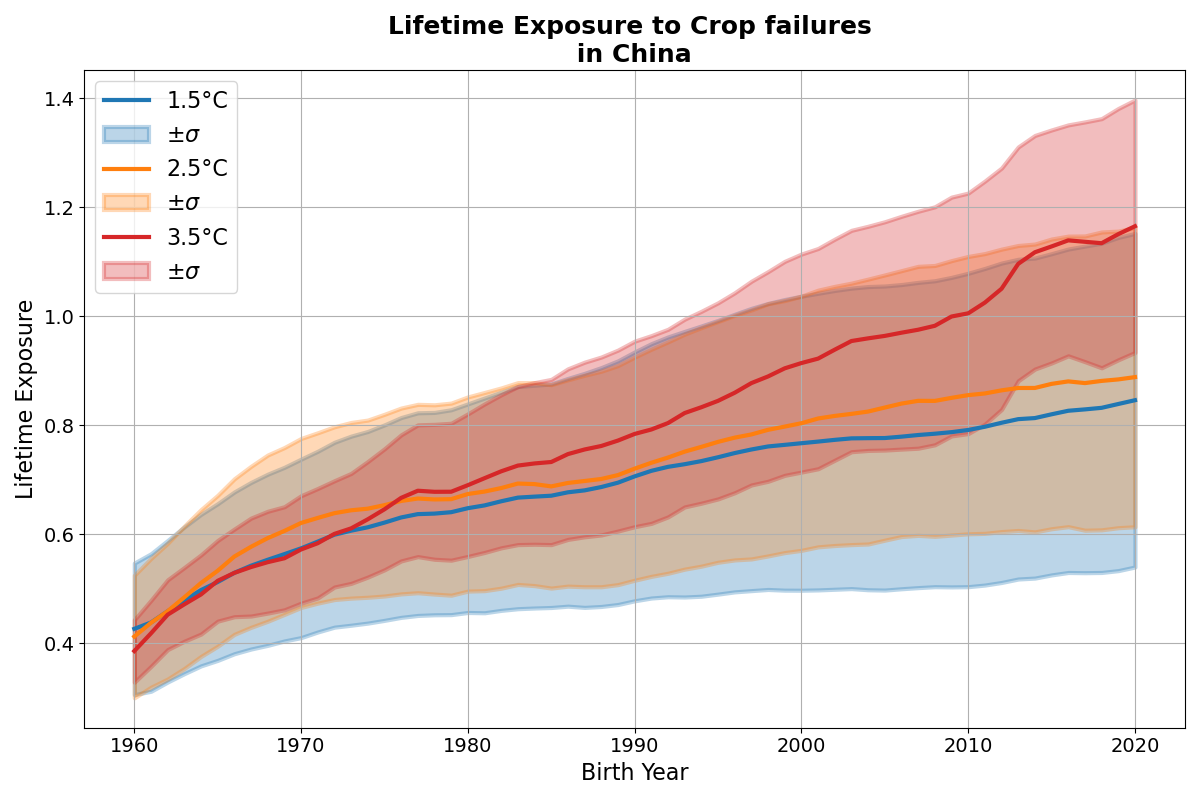 Lifetime Exposure to Crop failures
in China
1.5°C
±σ
2.5°C
±σ
3.5°C
±σ
Lifetime Exposure
1.4
1.2
1.0
0.8
0.6
0.4
1960 1970 1980 1990 2000 2010 2020
Birth Year